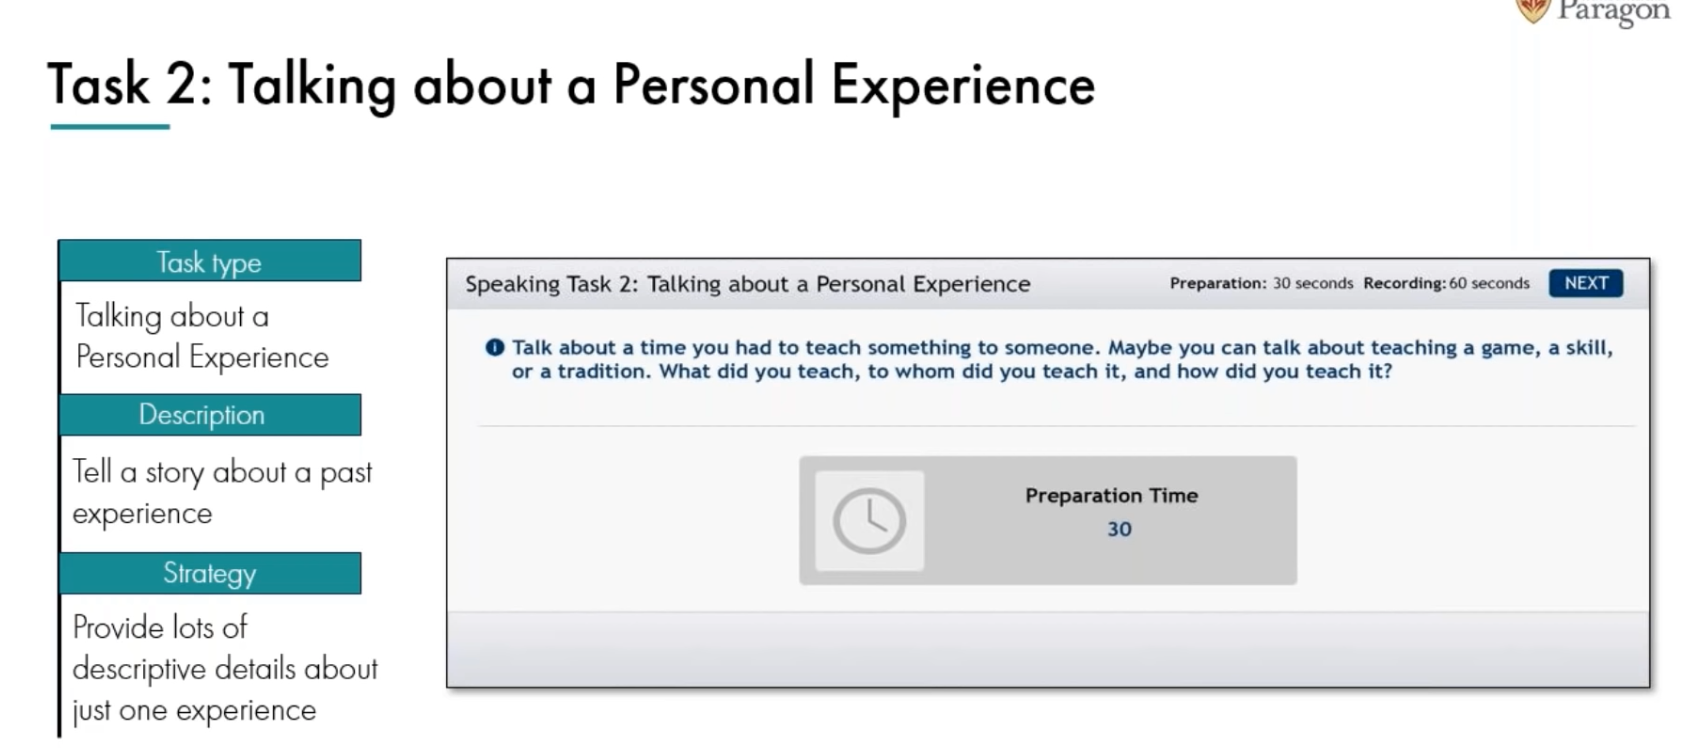 Paragon
Task 2: Talking about a Personal Experience
Task type
Talking about a
Personal Experience
Description
Tell a story about a past
experience
Strategy
Provide lots of
descriptive details about
just one experience
Speaking Task 2: Talking about a Personal Experience Preparation: 30 seconds Recording: 60 seconds NEXT
Talk about a time you had to teach something to someone. Maybe you can talk about teaching a game, a skill,
or a tradition. What did you teach, to whom did you teach it, and how did you teach it?
Preparation Time
30